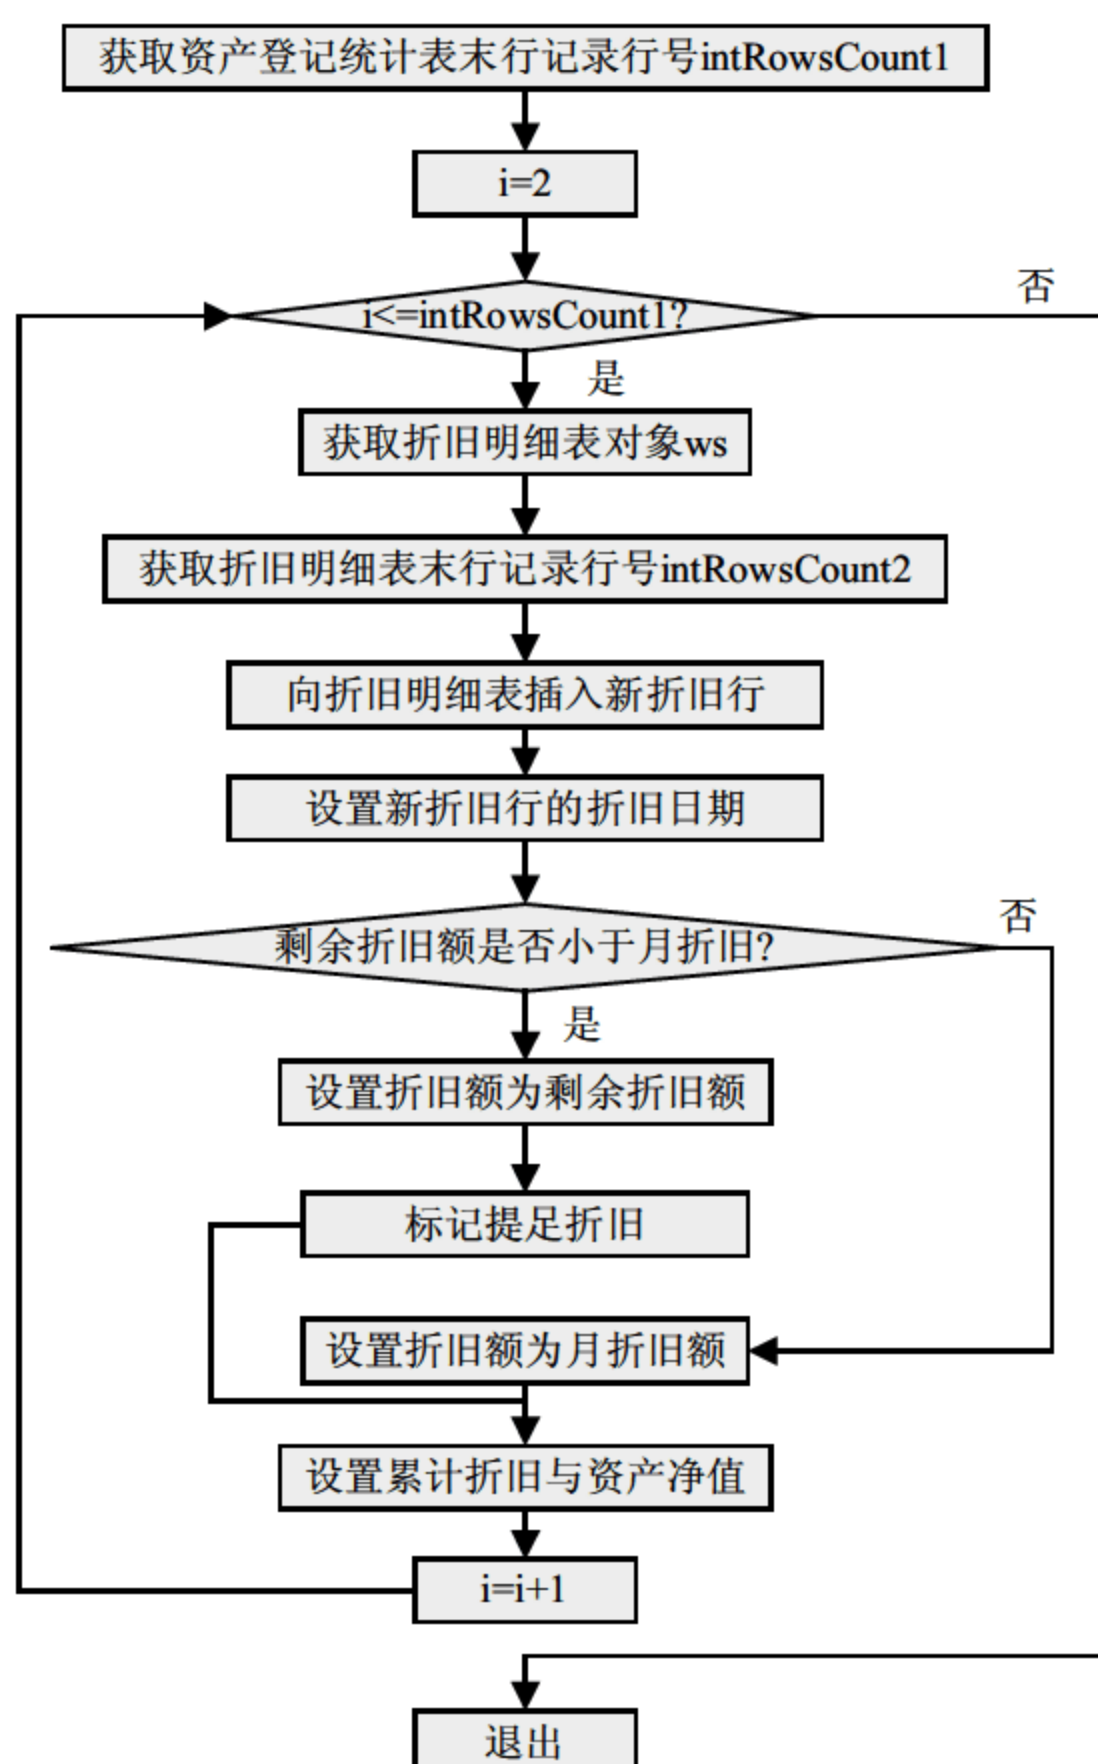 获取资产登记统计表末行记录行号intRowsCount1
i=2
否
i<=intRowsCount1?
是
获取折旧明细表对象ws
获取折旧明细表末行记录行号intRowsCount2
向折旧明细表插入新折旧行
设置新折旧行的折旧日期
否
剩余折旧额是否小于月折旧?
是
设置折旧额为剩余折旧额
标记提足折旧
设置折旧额为月折旧额
设置累计折旧与资产净值
i=i+1
退出